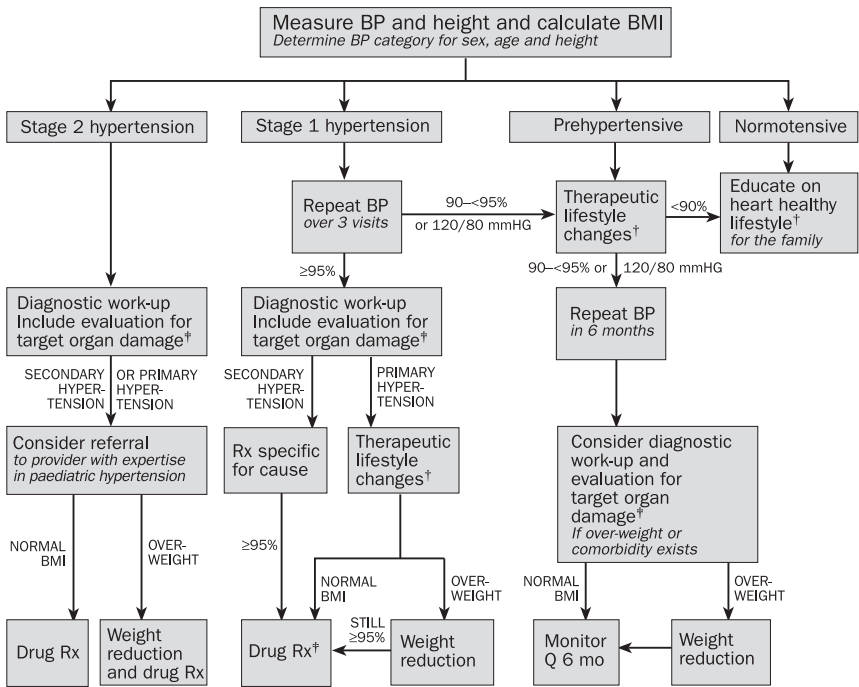 Measure BP and height and calculate BMI
Determine BP category for sex, age and height
Stage 2 hypertension
Stage 1 hypertension
Prehypertensive
Normotensive
Repeat BP
over 3 visits
90–<95%
or 120/80 mmHG
Therapeutic
lifestyle
changes†
<90%
Educate on
heart healthy
lifestyle†
for the family
≥95%
90–<95% or
120/80 mmHG
Diagnostic work-up
Include evaluation for
target organ damage‡
Diagnostic work-up
Include evaluation for
target organ damage‡
Repeat BP
in 6 months
SECONDARY
HYPER-
TENSION
OR PRIMARY
HYPER-
TENSION
SECONDARY
HYPER-
TENSION
PRIMARY
HYPER-
TENSION
Consider referral
to provider with expertise
in paediatric hypertension
Rx specific
for cause
Therapeutic
lifestyle
changes†
Consider diagnostic
work-up and
evaluation for
target organ
damage‡
If over-weight or
comorbidity exists
NORMAL
BMI
OVER-
WEIGHT
≥95%
NORMAL
BMI
OVER-
WEIGHT
NORMAL
BMI
OVER-
WEIGHT
Drug Rx
Weight
reduction
and drug Rx
Drug Rx‡
STILL
≥95%
Weight
reduction
Monitor
Q 6 mo
Weight
reduction